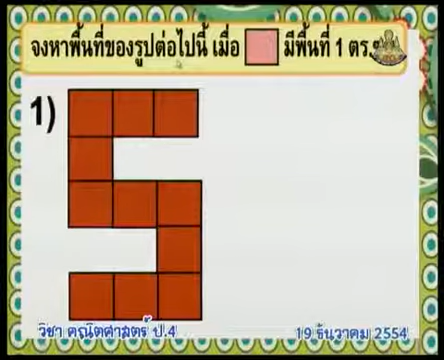 จงหาพื้นที่ของรูปต่อไปนี้ เมื่อ มีพื้นที่ 1 ตร.
1)
วิชา คณิตศาสตร์ ป.4 19 ธันวาคม 2554